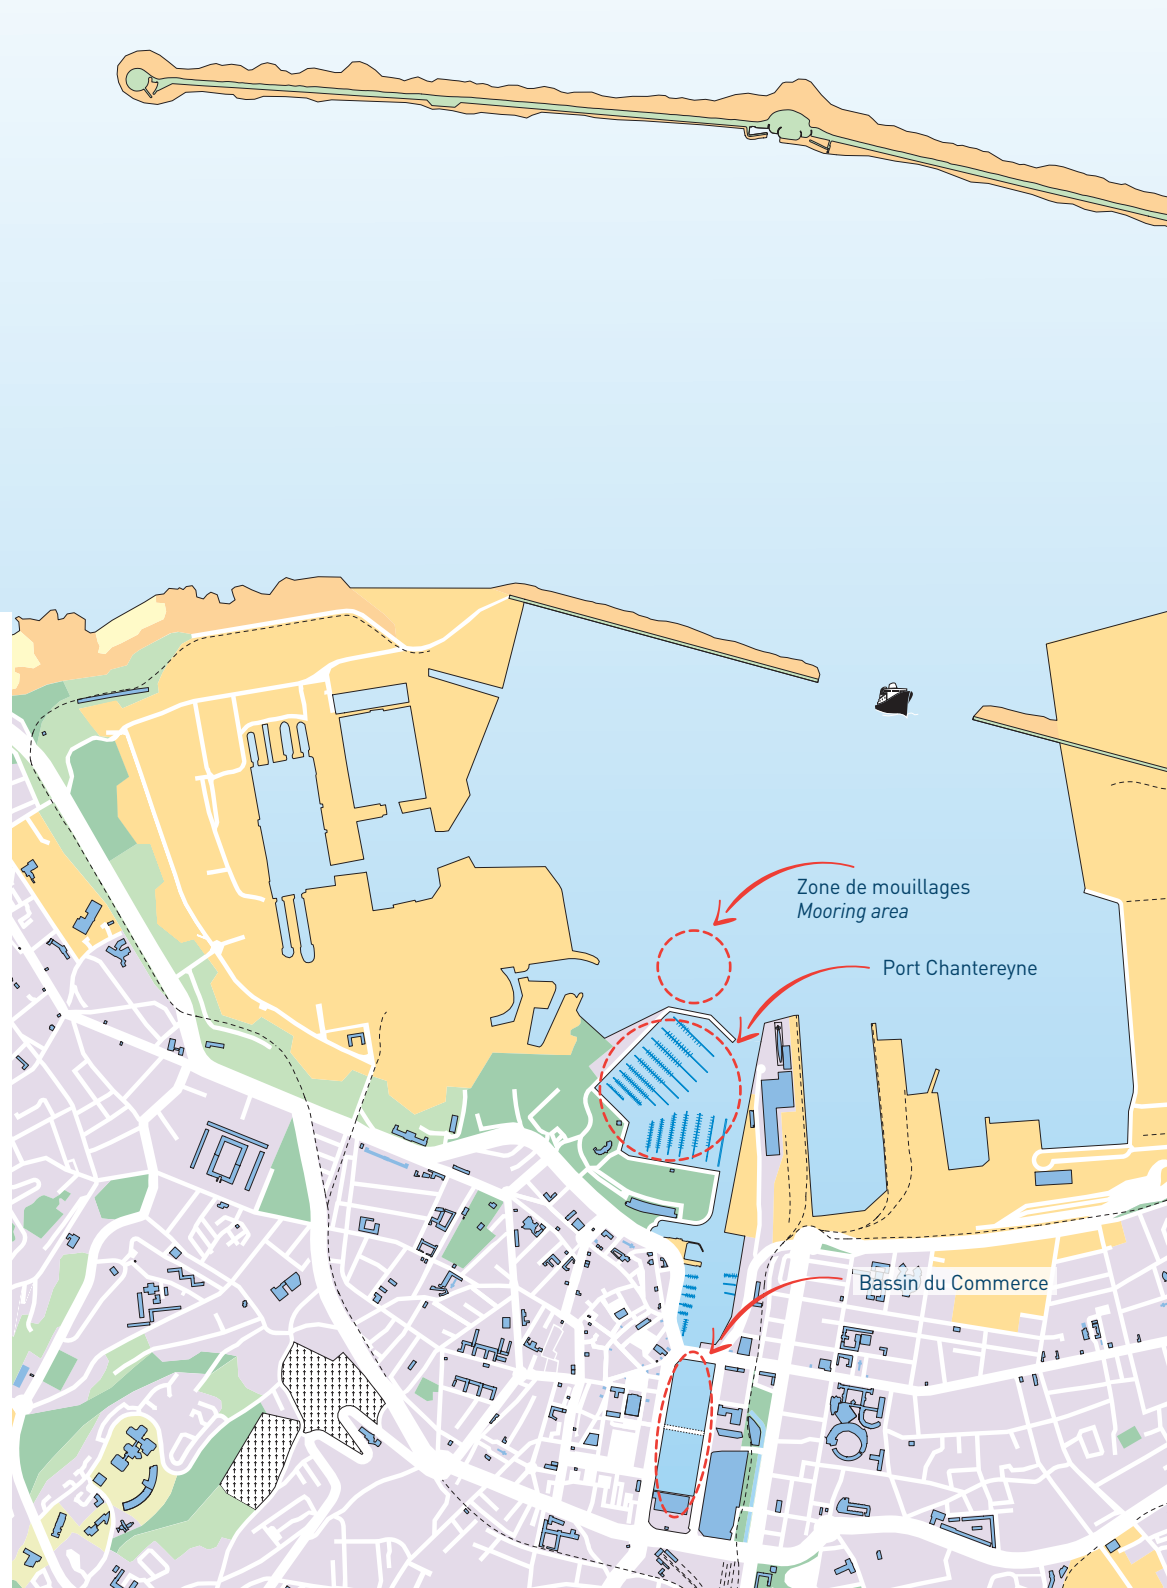 Zone de mouillages
Mooring area
Port Chantereyne
Bassin du Commerce